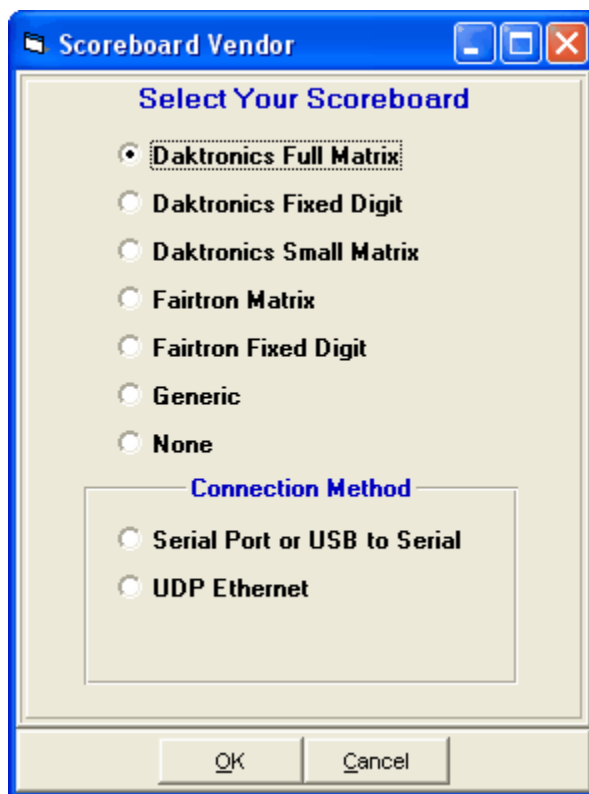 Scoreboard Vendor
Select Your Scoreboard
Daktronics Full Matrix
Daktronics Fixed Digit
Daktronics Small Matrix
Fairtron Matrix
Fairtron Fixed Digit
Generic
None
Connection Method
Serial Port or USB to Serial
UDP Ethernet
OK Cancel